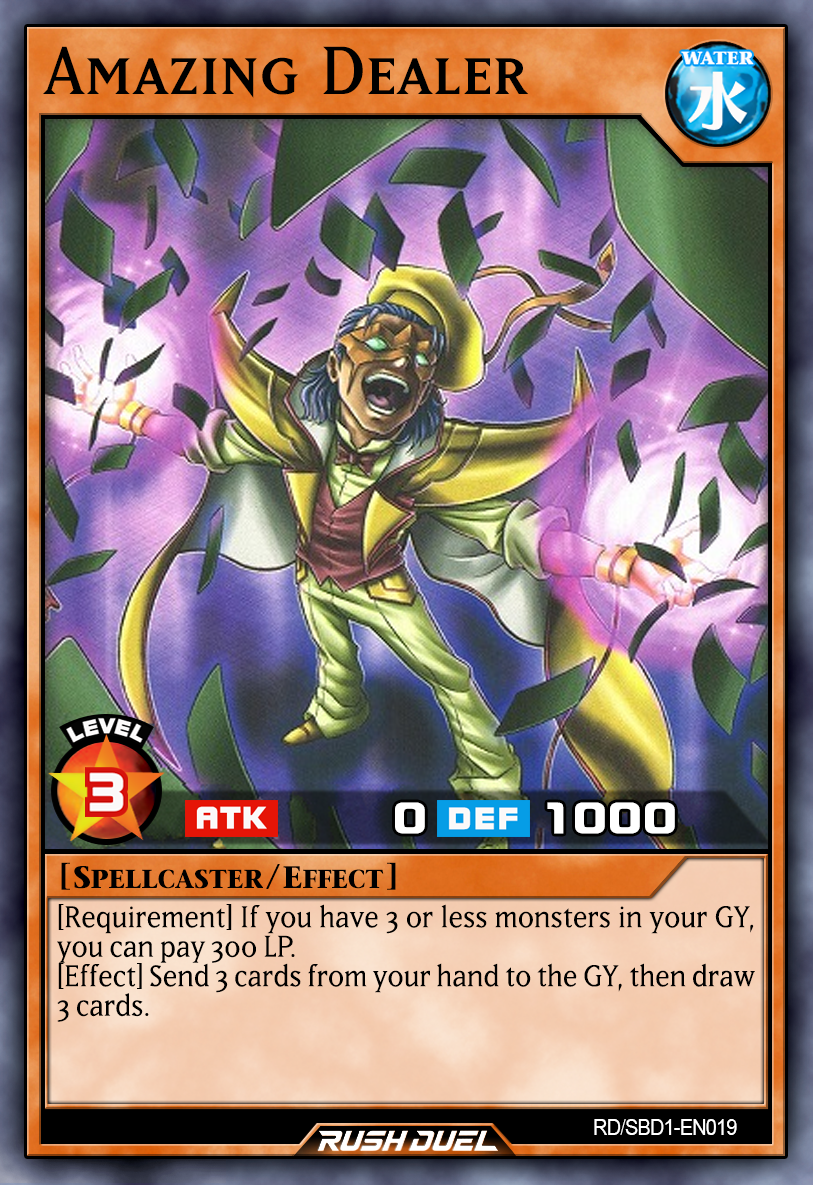 Amazing Dealer
WATER
水
LEVEL
3
ATK 0 DEF 1000
[Spellcaster/Effect]
[Requirement] If you have 3 or less monsters in your GY,
you can pay 300 LP.
[Effect] Send 3 cards from your hand to the GY, then draw
3 cards.
RD/SBD1-EN019
RUSH DUEL